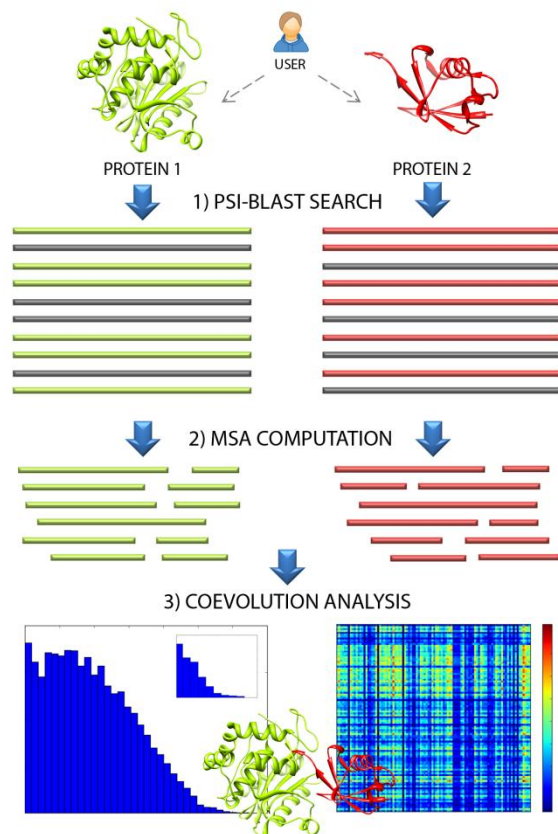 USER
PROTEIN 1
PROTEIN 2
1) PSI-BLAST SEARCH
2) MSA COMPUTATION
3) COEVOLUTION ANALYSIS